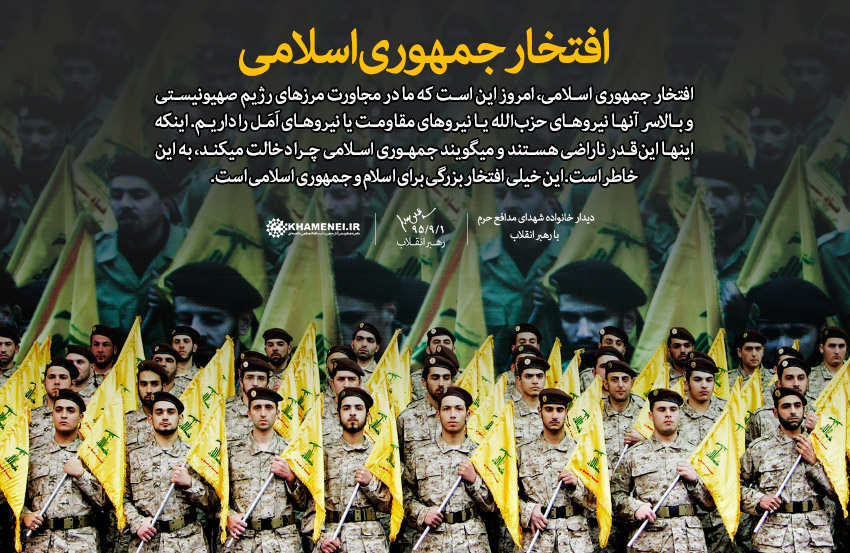 افتخار جمهوری اسلامی
افتخار جمهوری اسلامی، امروز این است که ما در مجاورت مرزهای رژیم صهیونیستی
و بالاسر آنها نیروهای حزب‌الله یا نیروهای مقاومت یا نیروهای اَمَل را داریم. اینکه
اینها این‌قدر ناراضی هستند و میگویند جمهوری اسلامی چرا دخالت میکند، به این
خاطر است. این خیلی افتخار بزرگی برای اسلام و جمهوری اسلامی است.
دیدار خانواده شهدای مدافع حرم
با رهبر انقلاب
۹۵/۹/۱
رهبر انقلاب
KHAMENEI.IR